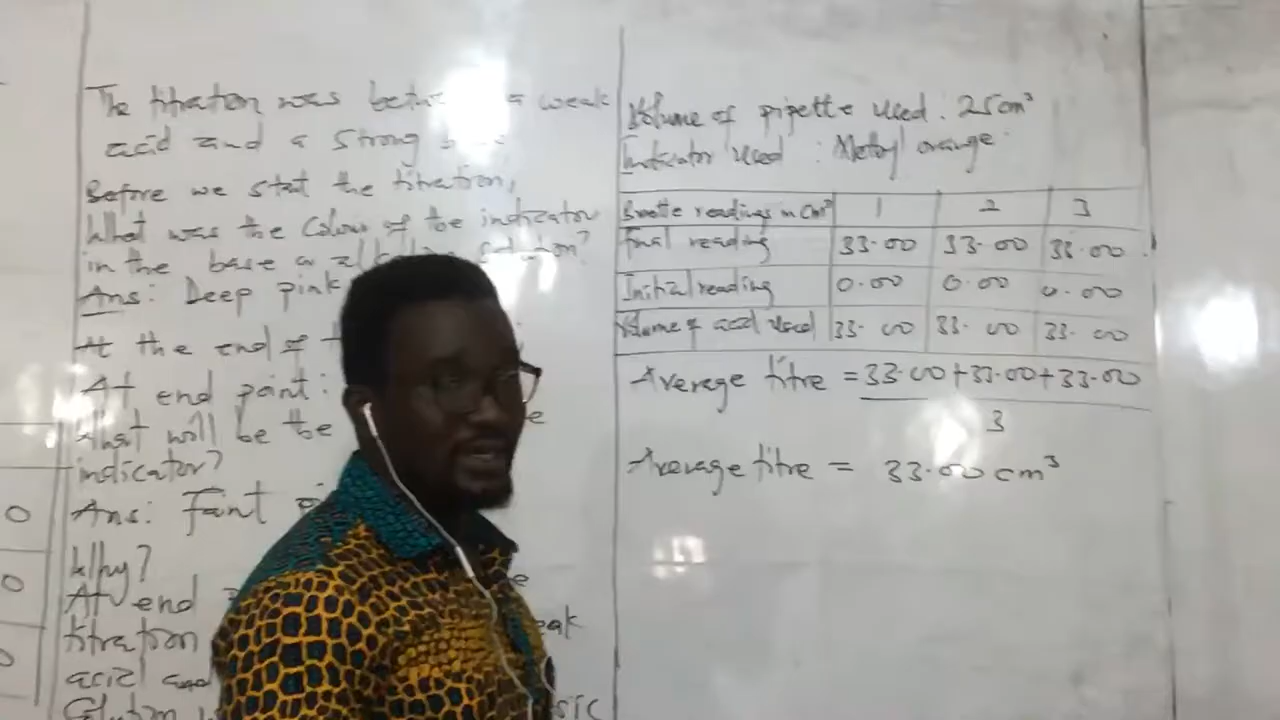 The titration was a weak
acid and a strong
Before we start the titration,
What was the Colour of the indicator
in the base or solution?
Ans: Deep pink
At the end of
At end point:
What will be the
indicator?
Ans: Faint
Why?
At end
titration
acid and
Volume of pipette used: 25cm³
Indicator used: Methyl orange
Burette readings in cm³ 1 2 3
final reading 33.00 33.00 33.00
Initial reading 0.00 0.00 0.00
Volume of acid used 33.00 33.00 33.00
Average titre = 33.00+33.00+33.00
3
Average titre = 33.00 cm³